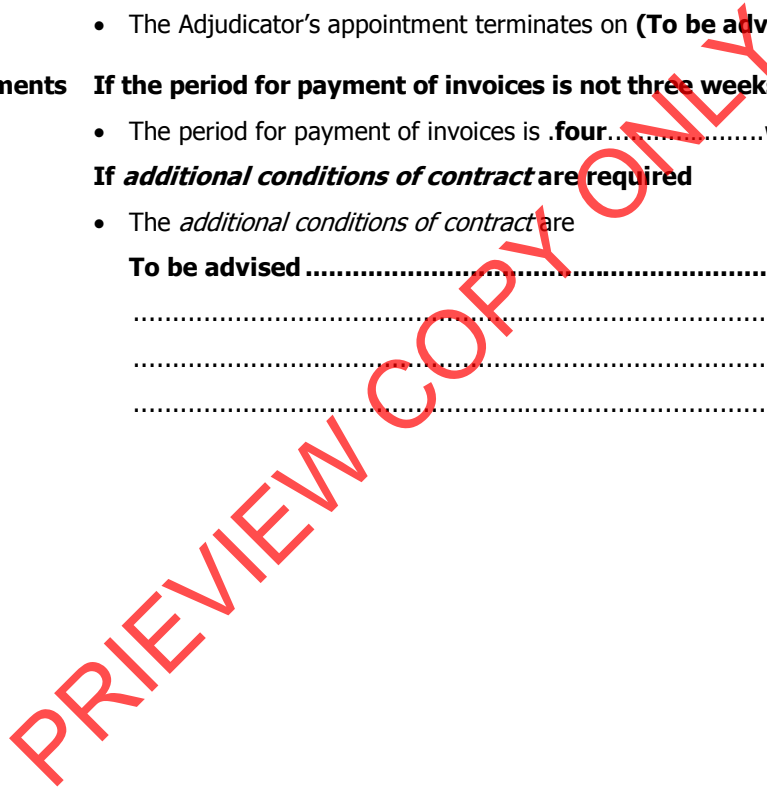 • The Adjudicator's appointment terminates on (To be adv
ments If the period for payment of invoices is not three week
• The period for payment of invoices is .four....................
If additional conditions of contract are required
• The additional conditions of contract are
To be advised ...........................................................
..................................................................................
..................................................................................
..................................................................................
PRIEVIEW COPY ONLY